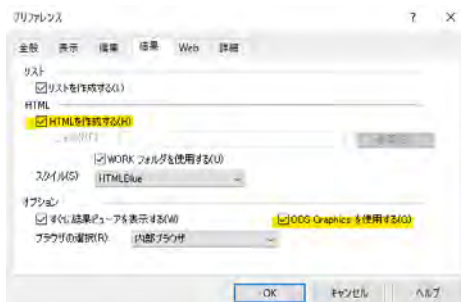 プリファレンス ? ×
全般 表示 編集 結果 Web 詳細
リスト
リストを作成する(L)
HTML
HTMLを作成する(H)
WORK フォルダを使用する(U)
スタイル(S) HTMLBlue
オプション
すぐに結果ビューアを表示する(W) ODS Graphics を使用する(G)
ブラウザの選択(R) 内部ブラウザ
OK キャンセル ヘルプ